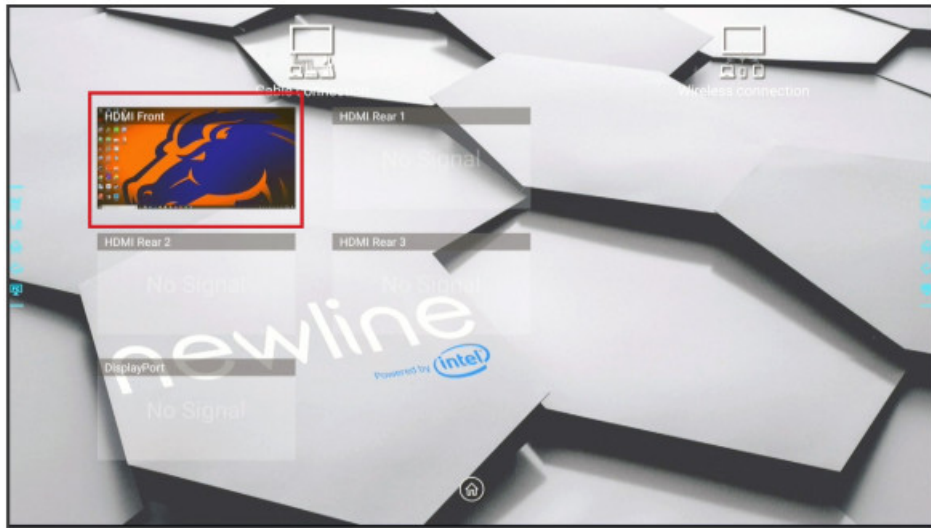 Cable connection
Wireless connection
HDMI Front
HDMI Rear 1
No Signal
HDMI Rear 2
HDMI Rear 3
No Signal
No Signal
newline
Powered by intel
DisplayPort
No Signal